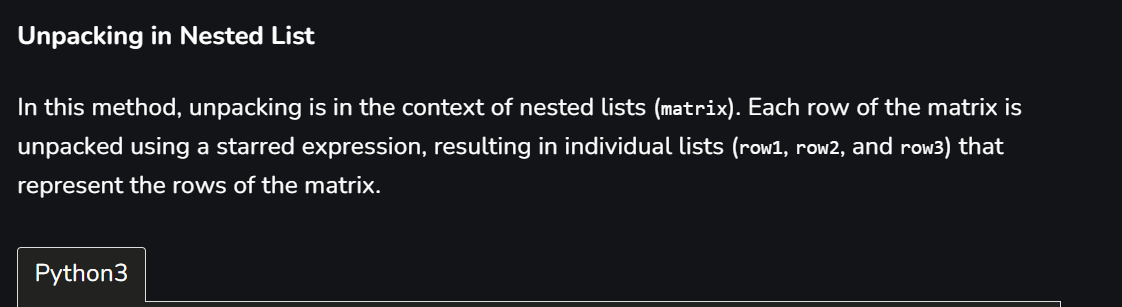 Unpacking in Nested List
In this method, unpacking is in the context of nested lists (matrix). Each row of the matrix is
unpacked using a starred expression, resulting in individual lists (row1, row2, and row3) that
represent the rows of the matrix.
Python3